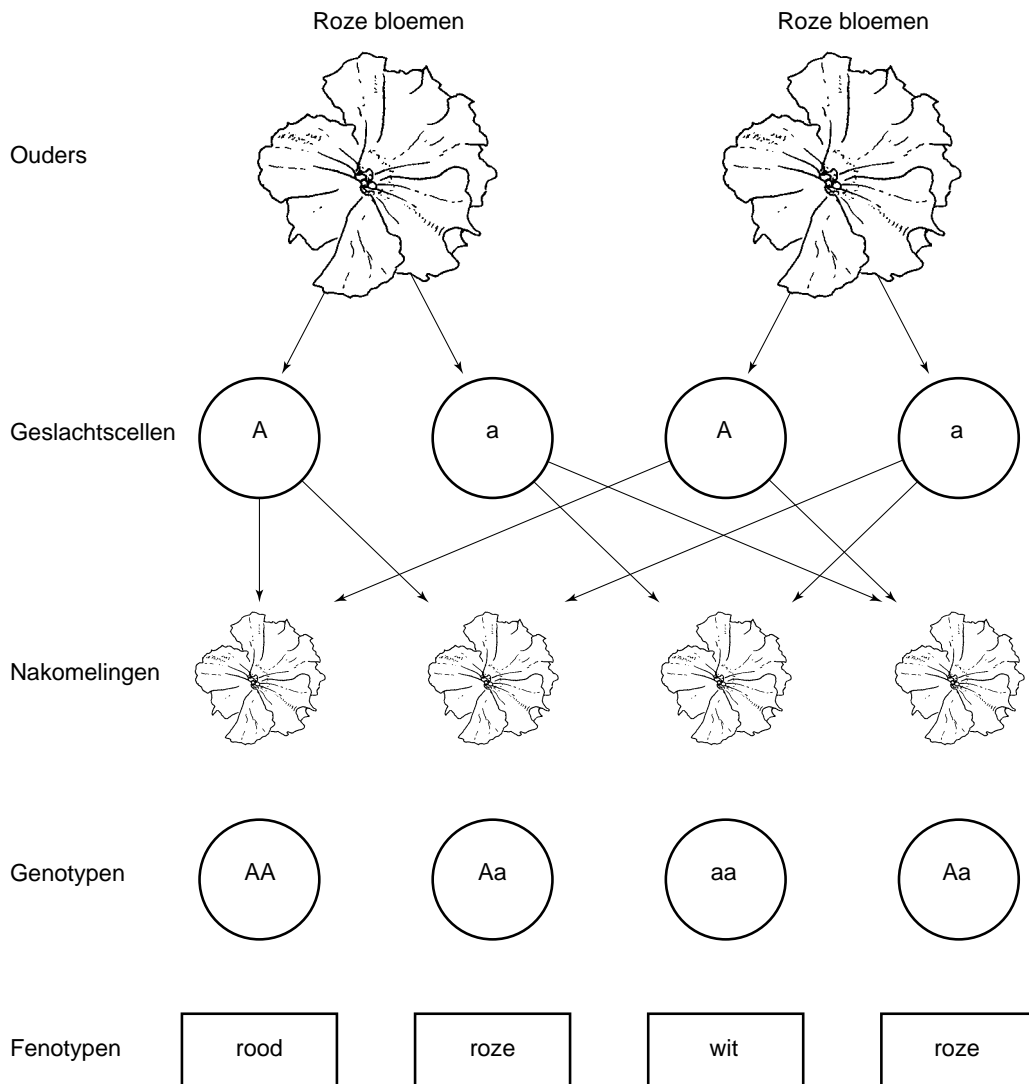 Roze bloemen Roze bloemen
Ouders
Geslachtscellen A a A a
Nakomelingen
Genotypen AA Aa aa Aa
Fenotypen rood roze wit roze